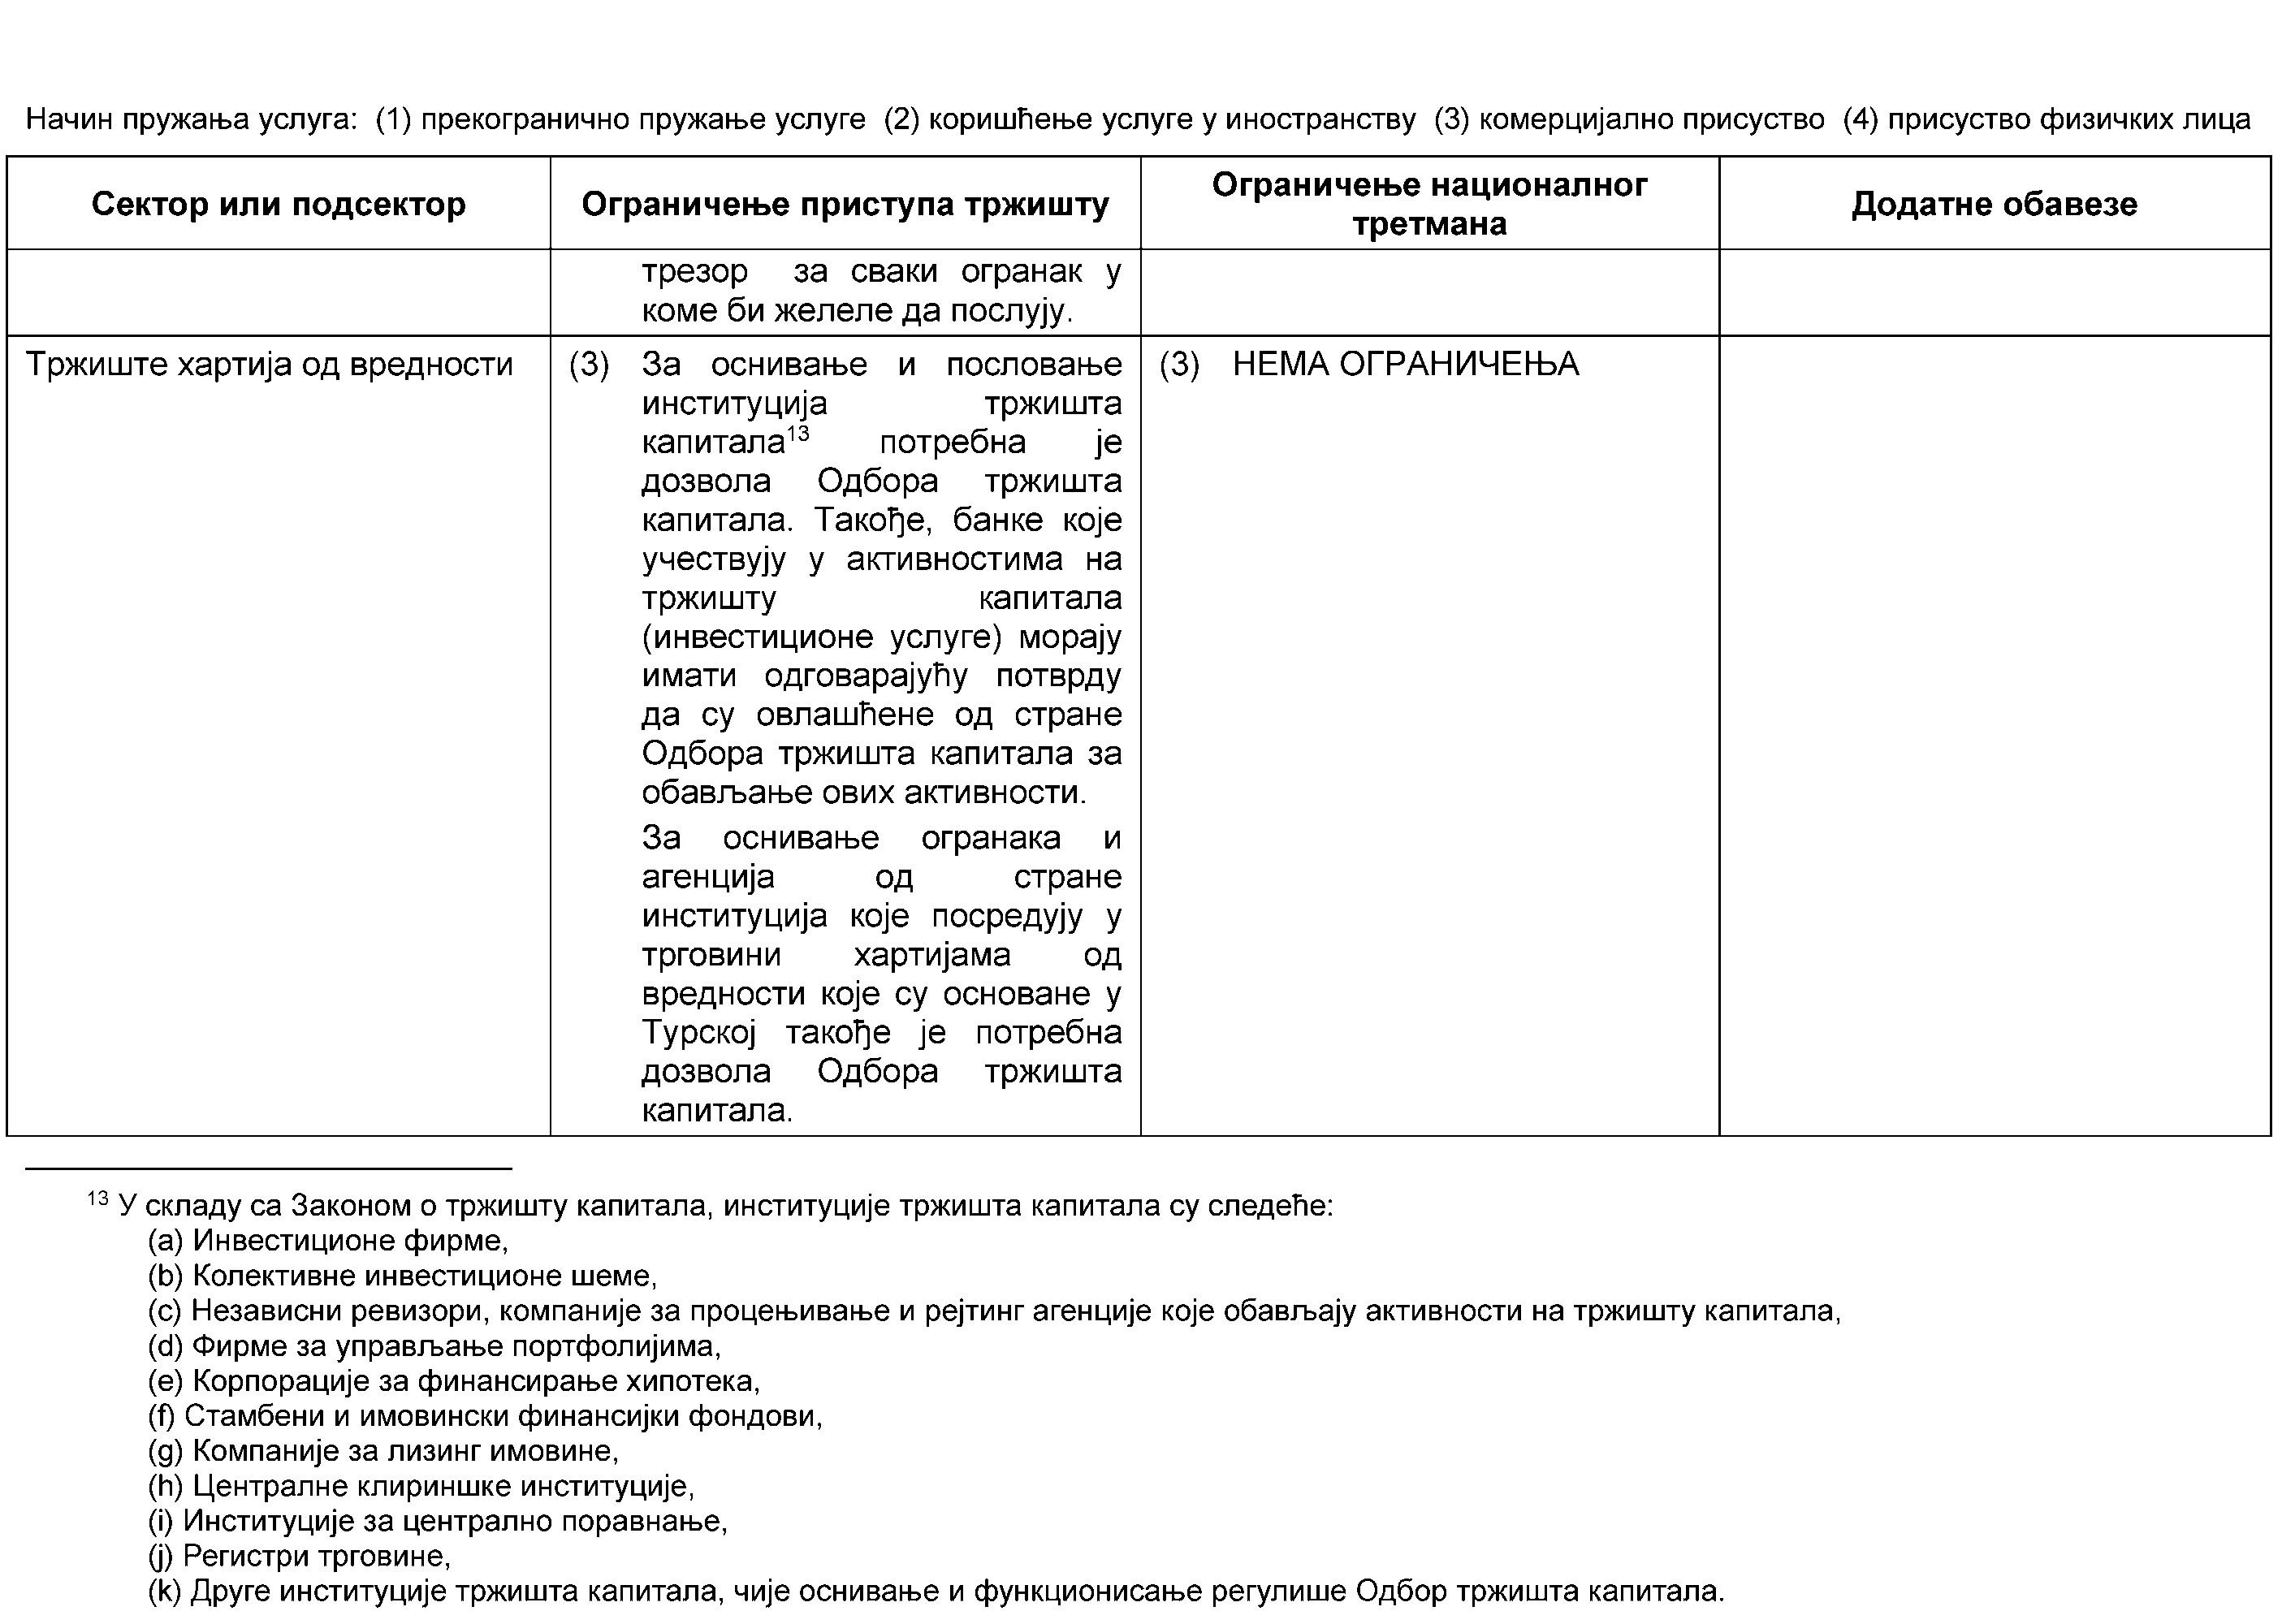 Начин пружања услуга: (1) прекогранично пружање услуге (2) коришћење услуге у иностранству (3) комерцијално присуство (4) присуство физичких лица
Сектор или подсектор
Ограничење приступа тржишту
Ограничење националног
третмана
Додатне обавезе
трезор за сваки огранак у
коме би желеле да послују.
Тржиште хартија од вредности
(3) За оснивање и пословање
институција тржишта
капитала13 потребна је
дозвола Одбора тржишта
капитала. Такође, банке које
учествују у активностима на
тржишту капитала
(инвестиционе услуге) морају
имати одговарајућу потврду
да су овлашћене од стране
Одбора тржишта капитала за
обављање ових активности.
За оснивање огранака и
агенција од стране
институција које посредују у
трговини хартијама од
вредности које су основане у
Турској такође је потребна
дозвола Одбора тржишта
капитала.
(3) НЕМА ОГРАНИЧЕЊА
13 У складу са Законом о тржишту капитала, институције тржишта капитала су следеће:
(a) Инвестиционе фирме,
(b) Колективне инвестиционе шеме,
(c) Независни ревизори, компаније за процењивање и рејтинг агенције које обављају активности на тржишту капитала,
(d) Фирме за управљање портфолијима,
(e) Корпорације за финансирање хипотека,
(f) Стамбени и имовински финансијки фондови,
(g) Компаније за лизинг имовине,
(h) Централне клириншке институције,
(i) Институције за централно поравнање,
(j) Регистри трговине,
(k) Друге институције тржишта капитала, чије оснивање и функционисање регулише Одбор тржишта капитала.